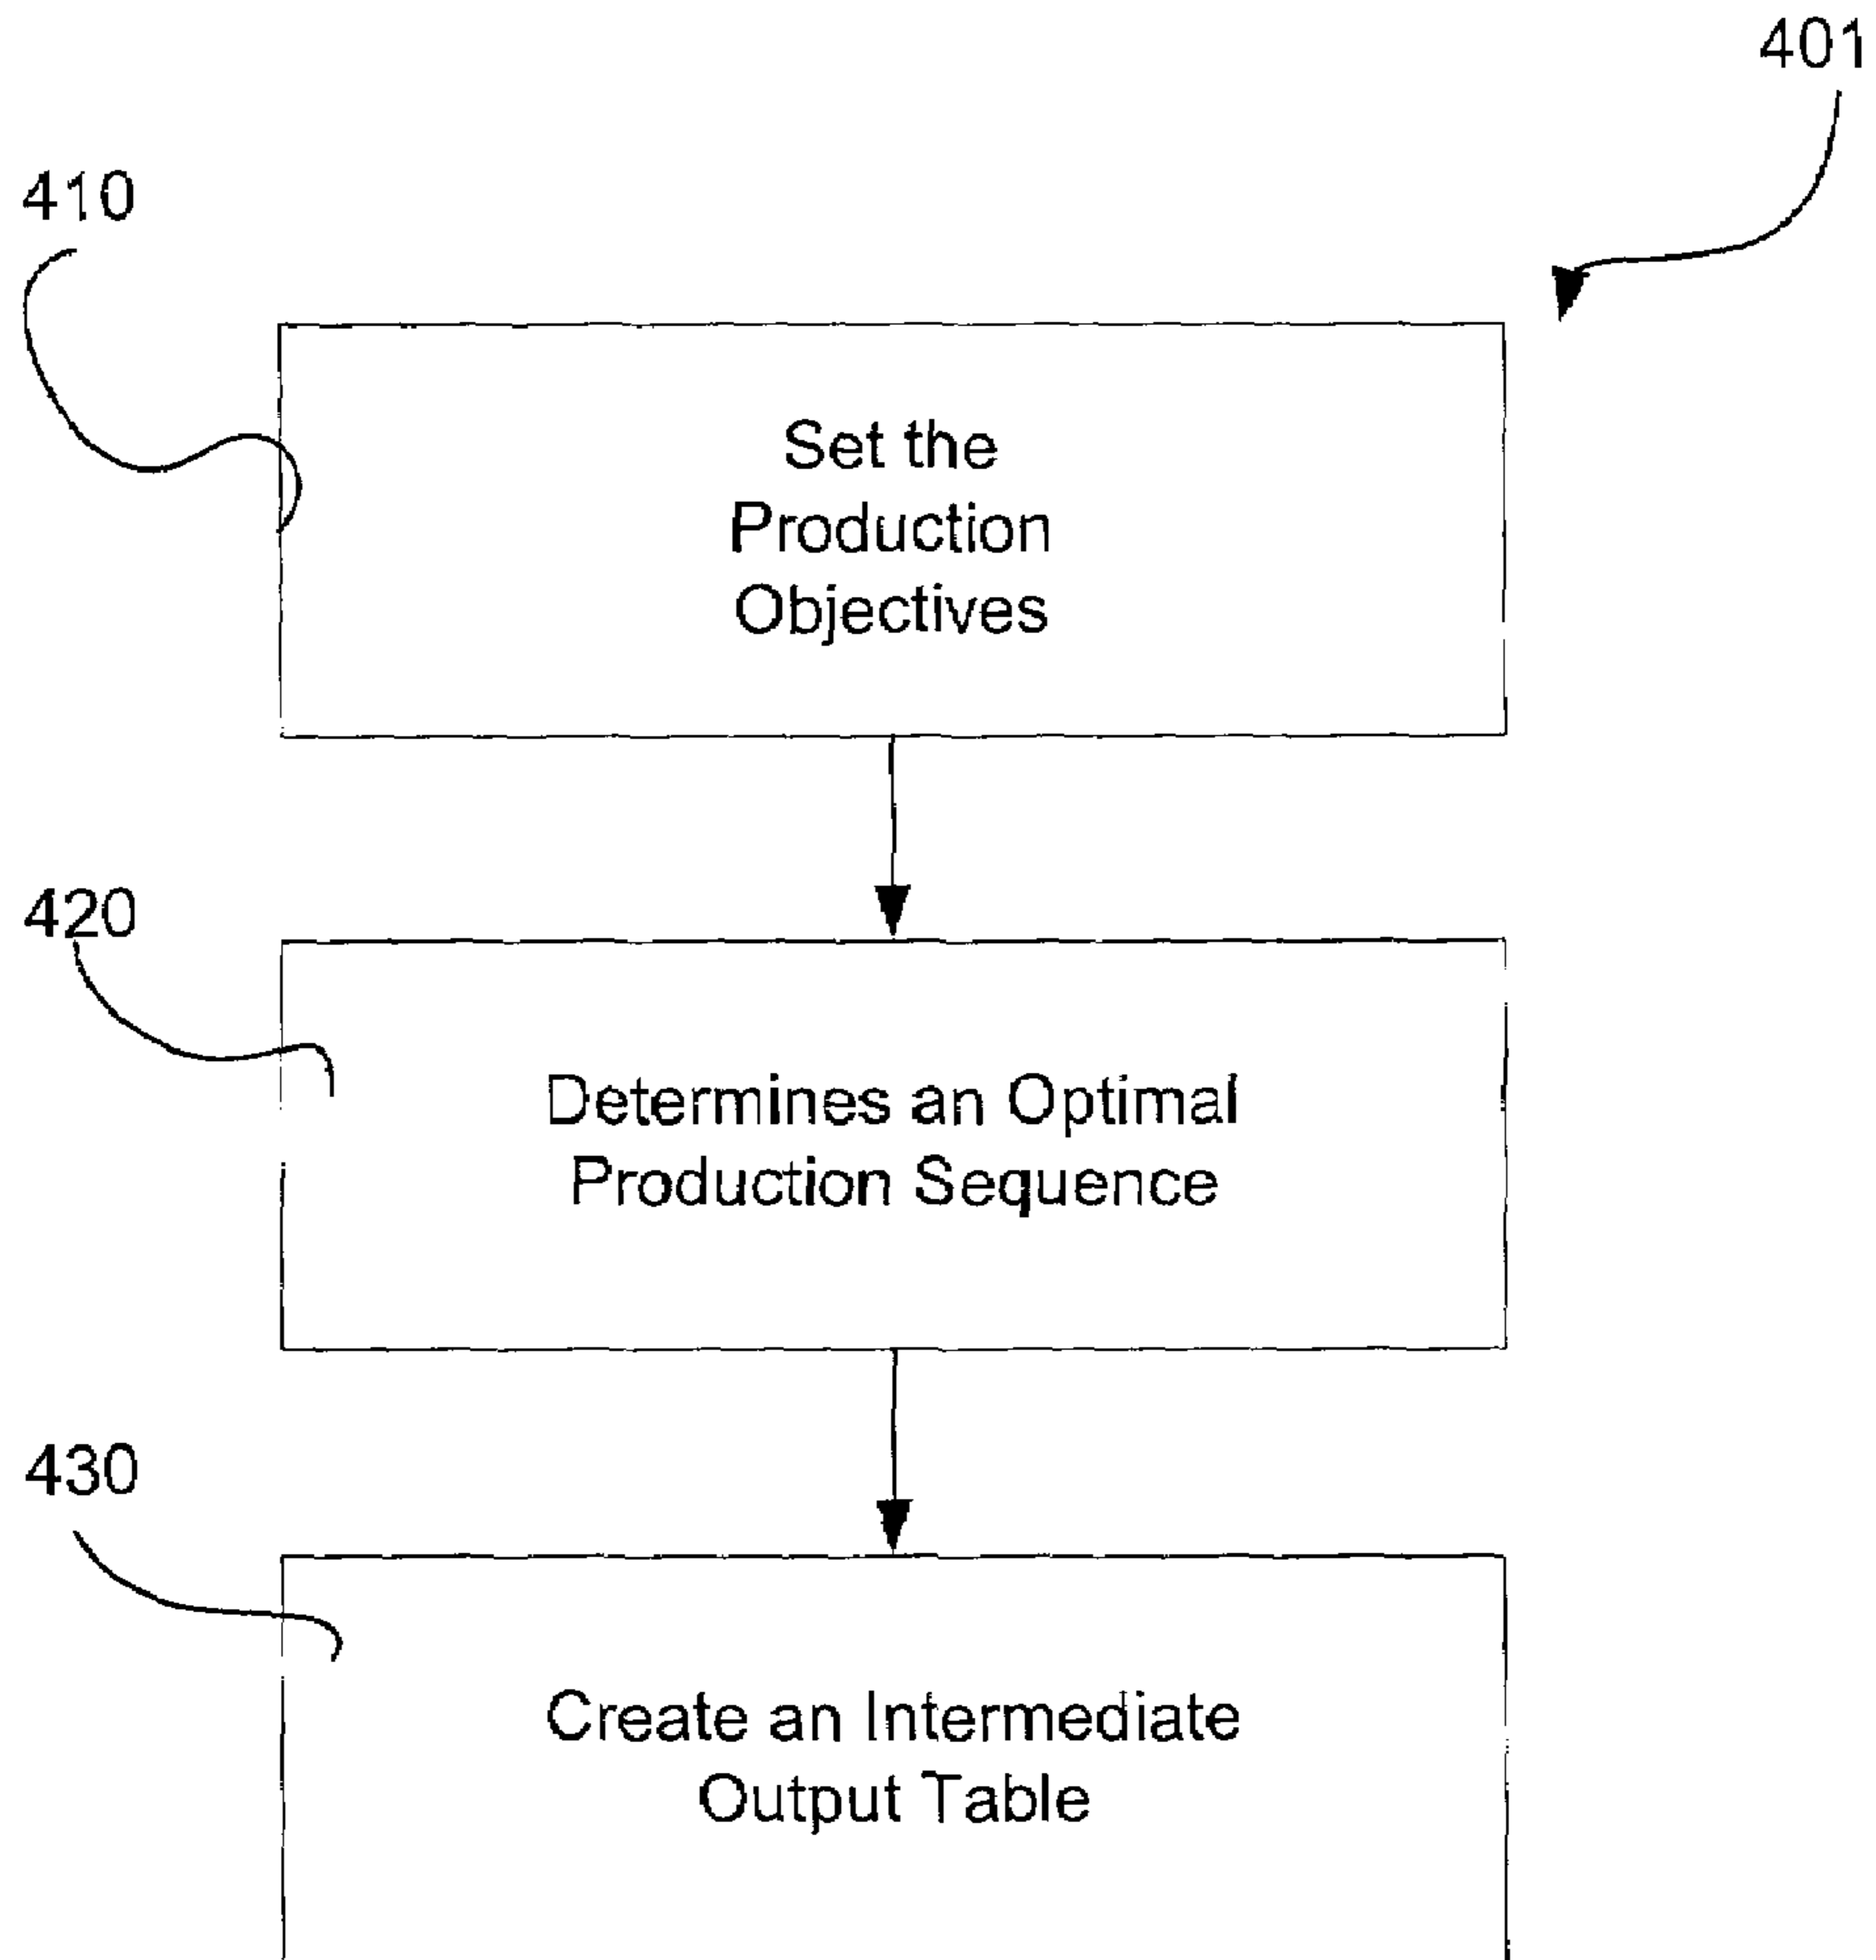 401
410
Set the
Production
Objectives
420
Determines an Optimal
Production Sequence
430
Create an Intermediate
Output Table